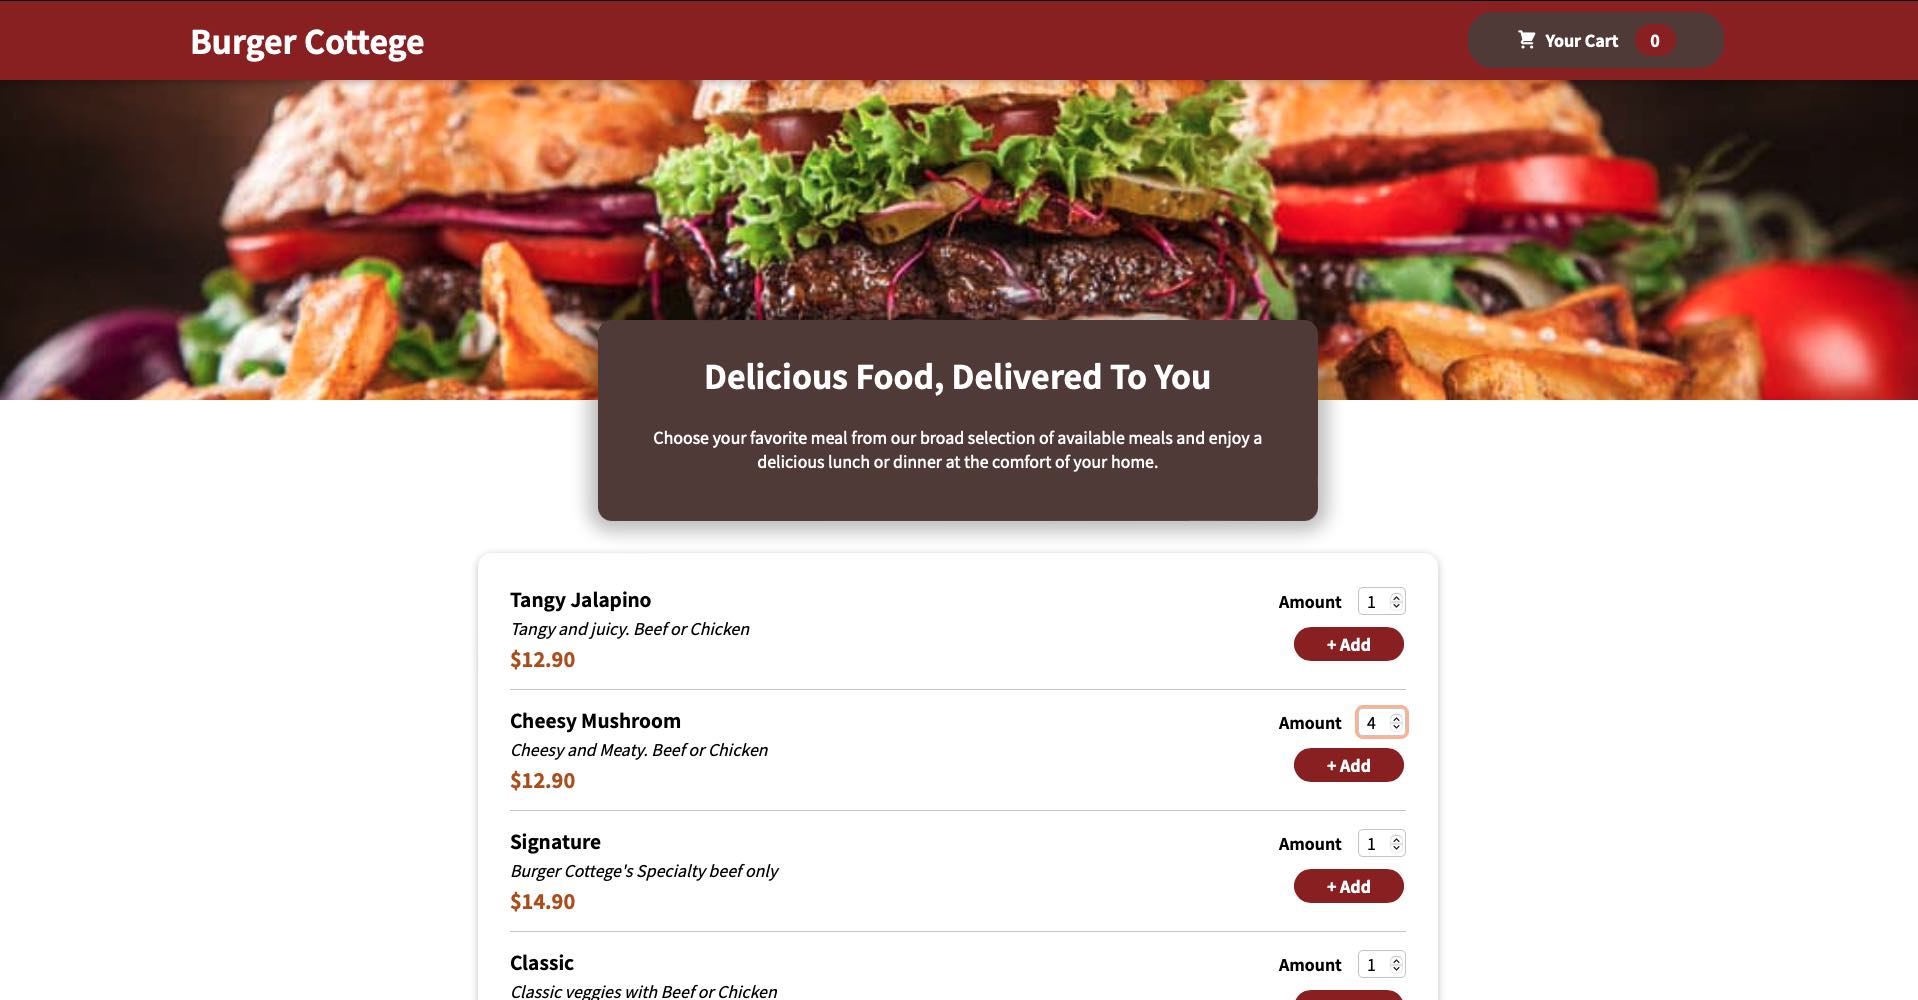 Burger Cottege
Your Cart 0
Delicious Food, Delivered To You
Choose your favorite meal from our broad selection of available meals and enjoy a
delicious lunch or dinner at the comfort of your home.
Tangy Jalapino
Amount 1
Tangy and juicy. Beef or Chicken
+ Add
$12.90
Cheesy Mushroom
Amount 4
Cheesy and Meaty. Beef or Chicken
+ Add
$12.90
Signature
Amount 1
Burger Cottege's Specialty beef only
+ Add
$14.90
Classic
Amount 1
Classic veggies with Beef or Chicken